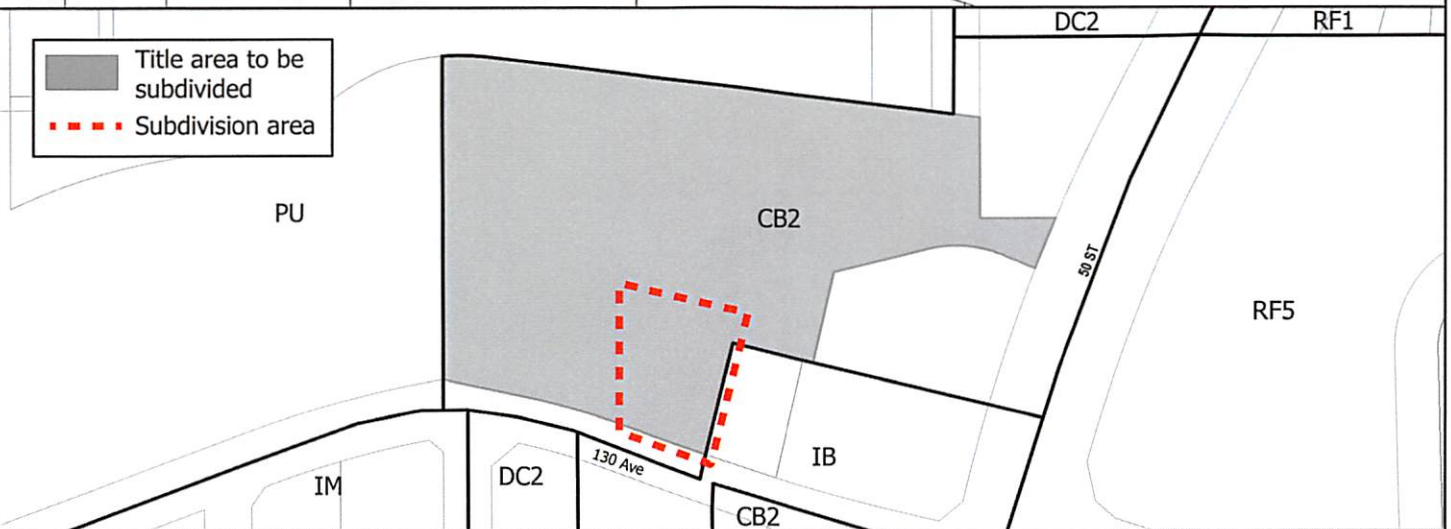 DC2
RF1
Title area to be
subdivided
Subdivision area
PU
CB2
50 ST
RF5
130 Ave
IB
IM
DC2
CB2